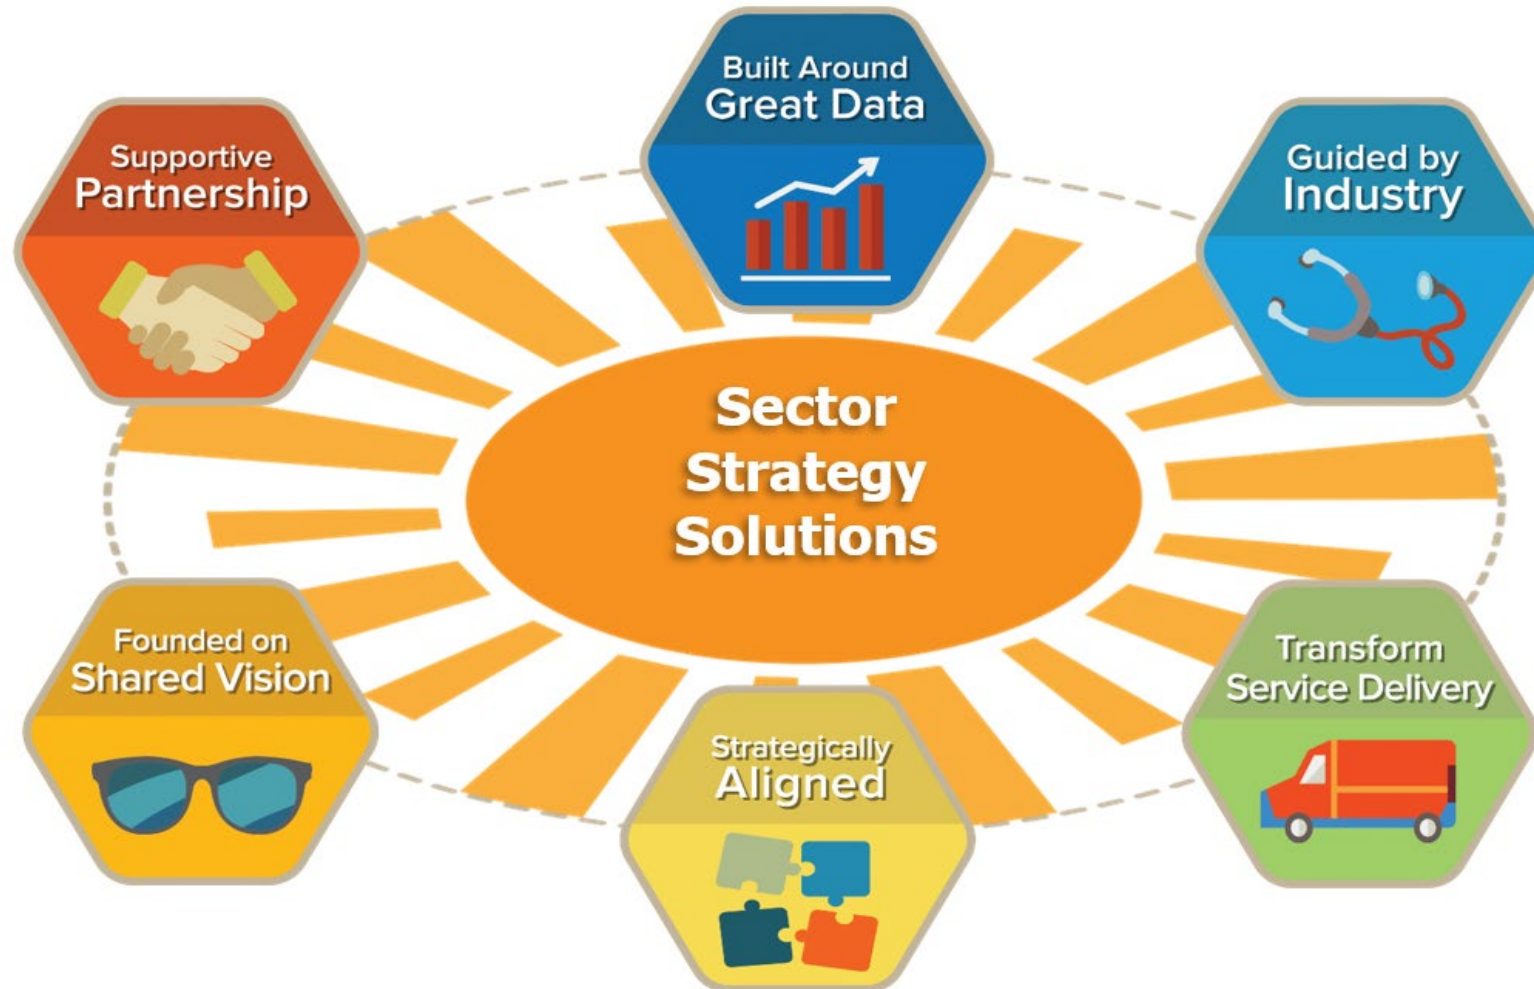 Built Around
Great Data
Supportive
Partnership
Guided by
Industry
Sector
Strategy
Solutions
Founded on
Shared Vision
Transform
Service Delivery
Strategically
Aligned